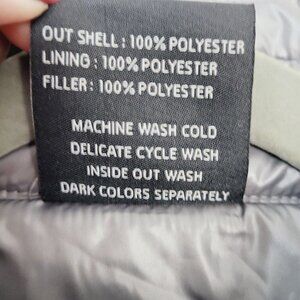 OUT SHELL : 100% POLYESTER
LINING : 100% POLYESTER
FILLER : 100% POLYESTER
MACHINE WASH COLD
DELICATE CYCLE WASH
INSIDE OUT WASH
DARK COLORS SEPARATELY